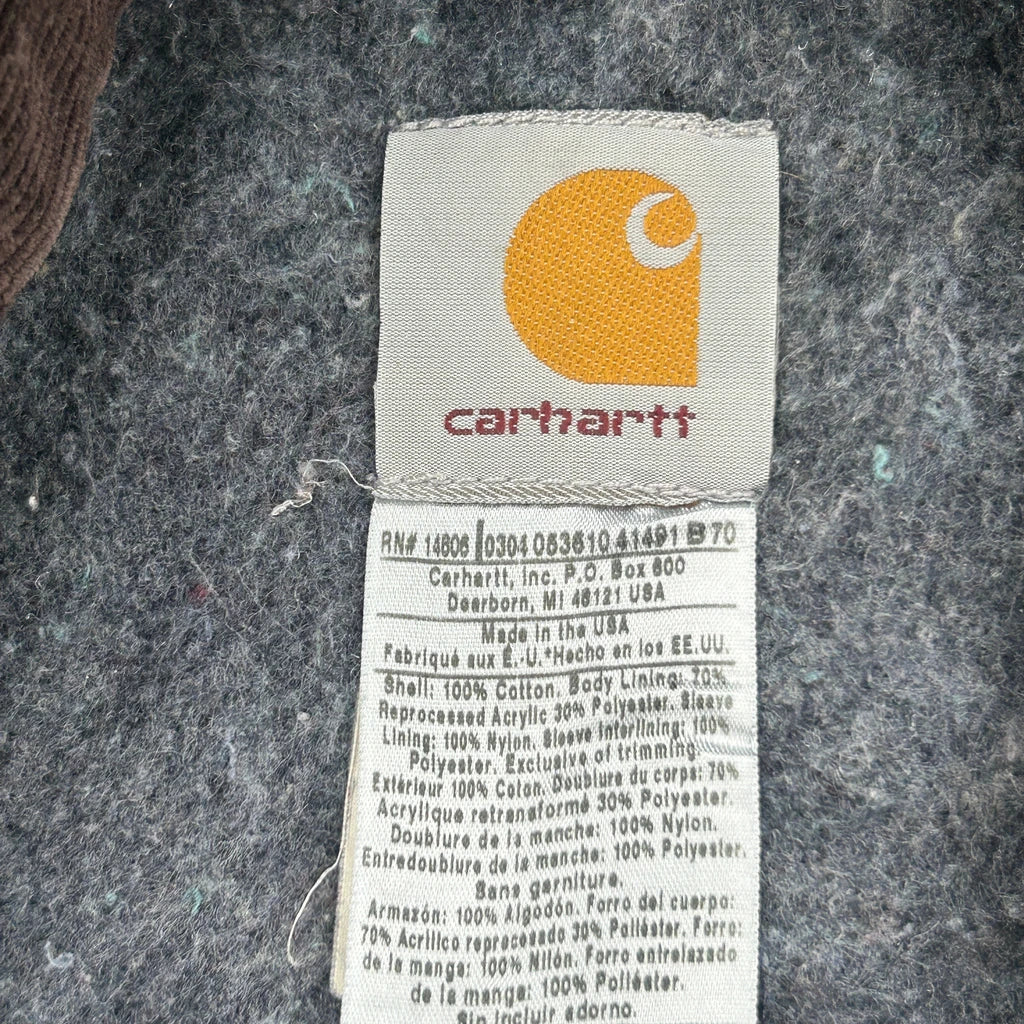 carhartt
RN# 14806 0304 053610 41491 B 70
Carhartt, Inc. P.O. Box 600
Dearborn, MI 48121 USA
Made in the USA
Fabriqué aux É.-U.*Hecho en los EE.UU.
Shell: 100% Cotton. Body Lining: 70%
Reprocessed Acrylic 30% Polyester. Sleeve
Lining: 100% Nylon. Sleeve Interlining: 100%
Polyester. Exclusive of trimming.
Extérieur 100% Coton. Doublure du corps: 70%
Acrylique retransformé 30% Polyester.
Doublure de la manche: 100% Nylon.
Entredoublure de la manche: 100% Polyester.
Sans garniture.
Armazón: 100% Algodón. Forro del cuerpo:
70% Acrílico reprocesado 30% Poliéster. Forro:
de la manga: 100% Nilón. Forro entrelazado
de la manga: 100% Poliéster.
Sin incluir adorno.